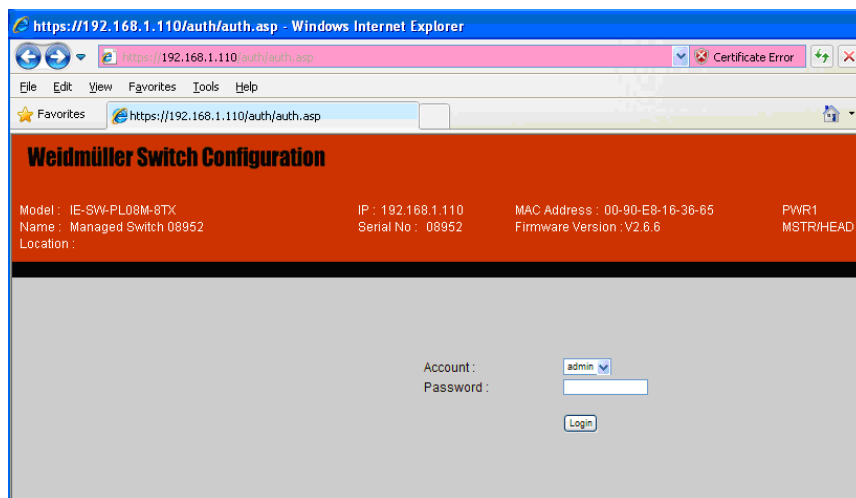 https://192.168.1.110/auth/auth.asp - Windows Internet Explorer
https://192.168.1.110/auth/auth.asp
Certificate Error
File Edit View Favorites Tools Help
Favorites
https://192.168.1.110/auth/auth.asp
Weidmüller Switch Configuration
Model : IE-SW-PL08M-8TX IP : 192.168.1.110 MAC Address : 00-90-E8-16-36-65 PWR1
Name : Managed Switch 08952 Serial No : 08952 Firmware Version : V2.6.6 MSTR/HEAD
Location :
Account : admin
Password :
Login